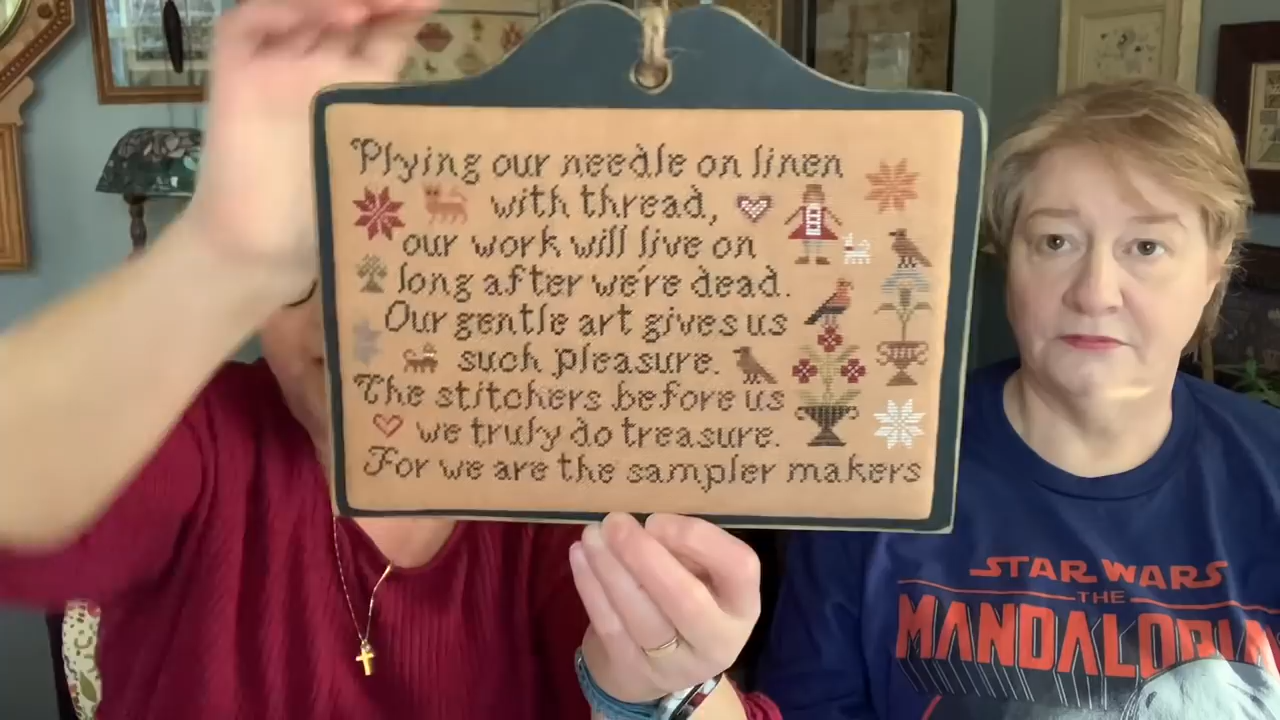 Plying our needle on linen
with thread,
our work will live on
long after we're dead.
Our gentle art gives us
such pleasure.
The stitchers before us
we truly do treasure.
For we are the sampler makers
STAR WARS
THE
MANDALORIA